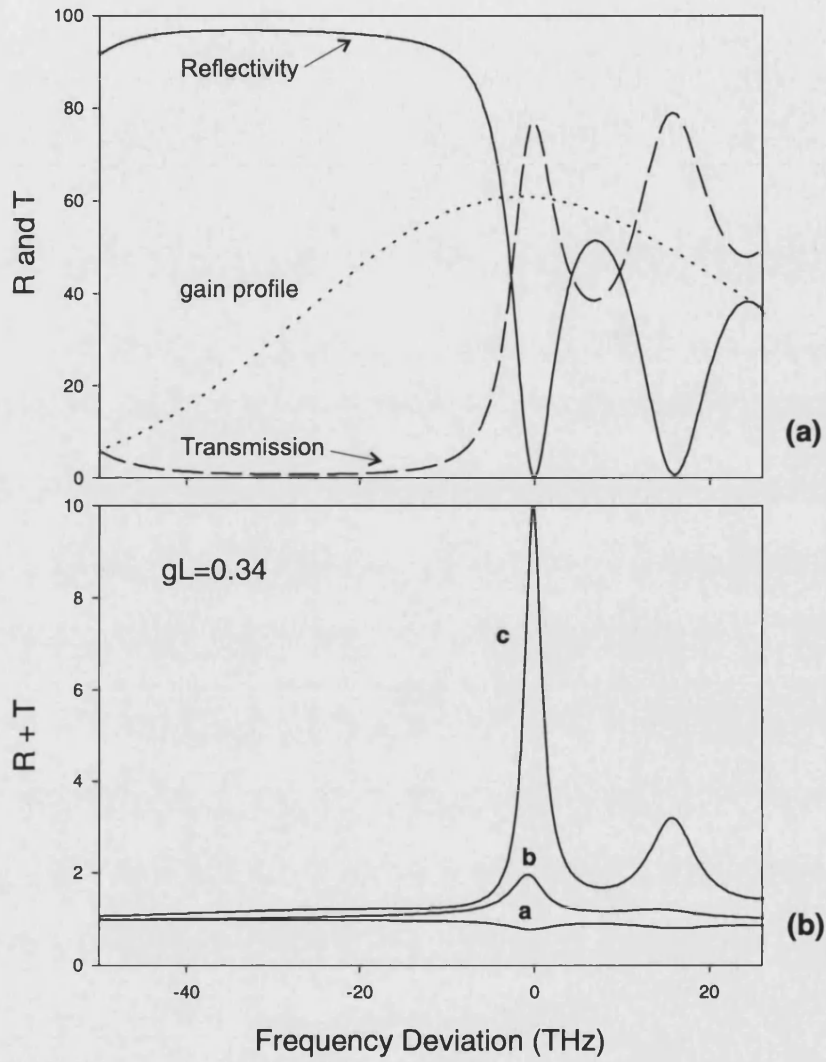 100
80
60
40
20
0
R and T
Reflectivity
gain profile
Transmission
(a)
10
8
6
4
2
0
R + T
gL=0.34
c
b
a
(b)
-40
-20
0
20
Frequency Deviation (THz)